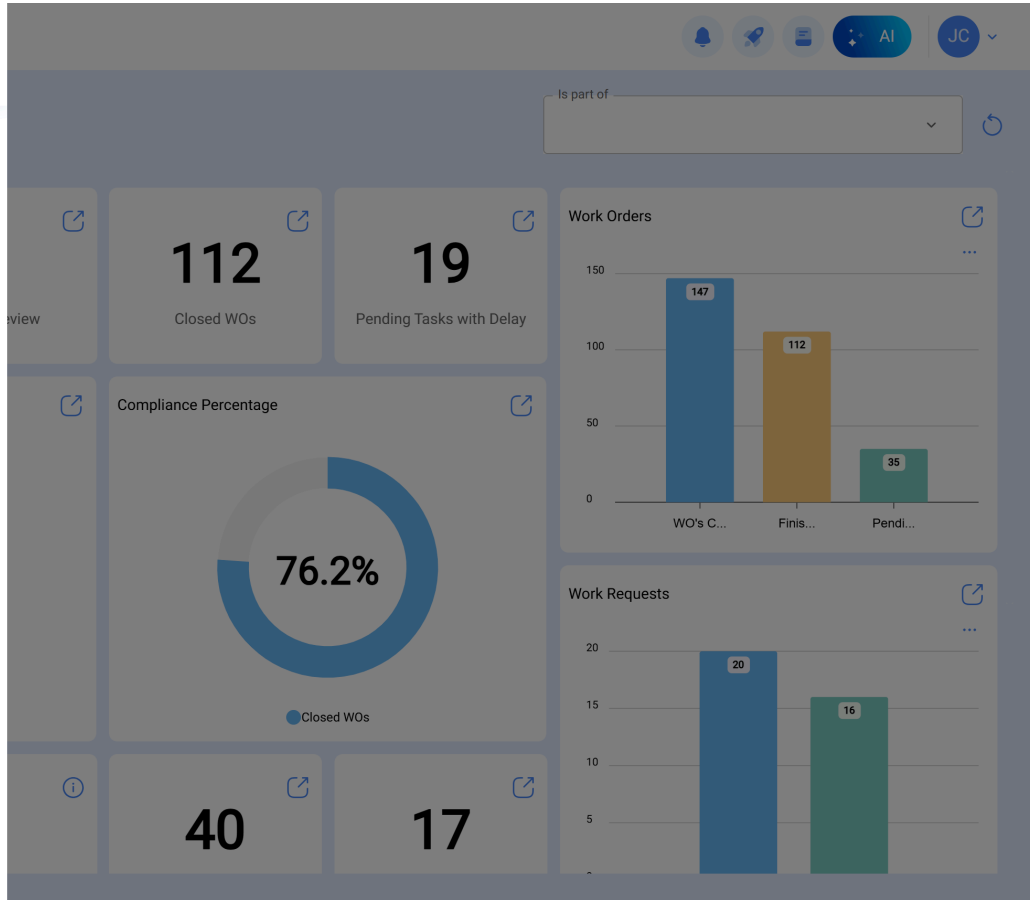 AI
JC
Is part of
112
Closed WOs
19
Pending Tasks with Delay
eview
Work Orders
...
150
147
100
112
50
35
0
WO's C...
Finis...
Pendi...
Compliance Percentage
76.2%
Closed WOs
Work Requests
...
20
20
15
16
10
5
40
17